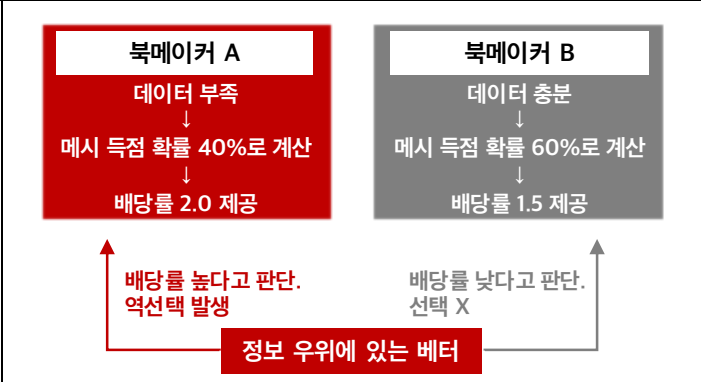 북메이커 A
데이터 부족
↓
메시 득점 확률 40%로 계산
↓
배당률 2.0 제공
북메이커 B
데이터 충분
↓
메시 득점 확률 60%로 계산
↓
배당률 1.5 제공
배당률 높다고 판단.
역선택 발생
배당률 낮다고 판단.
선택 X
정보 우위에 있는 베터